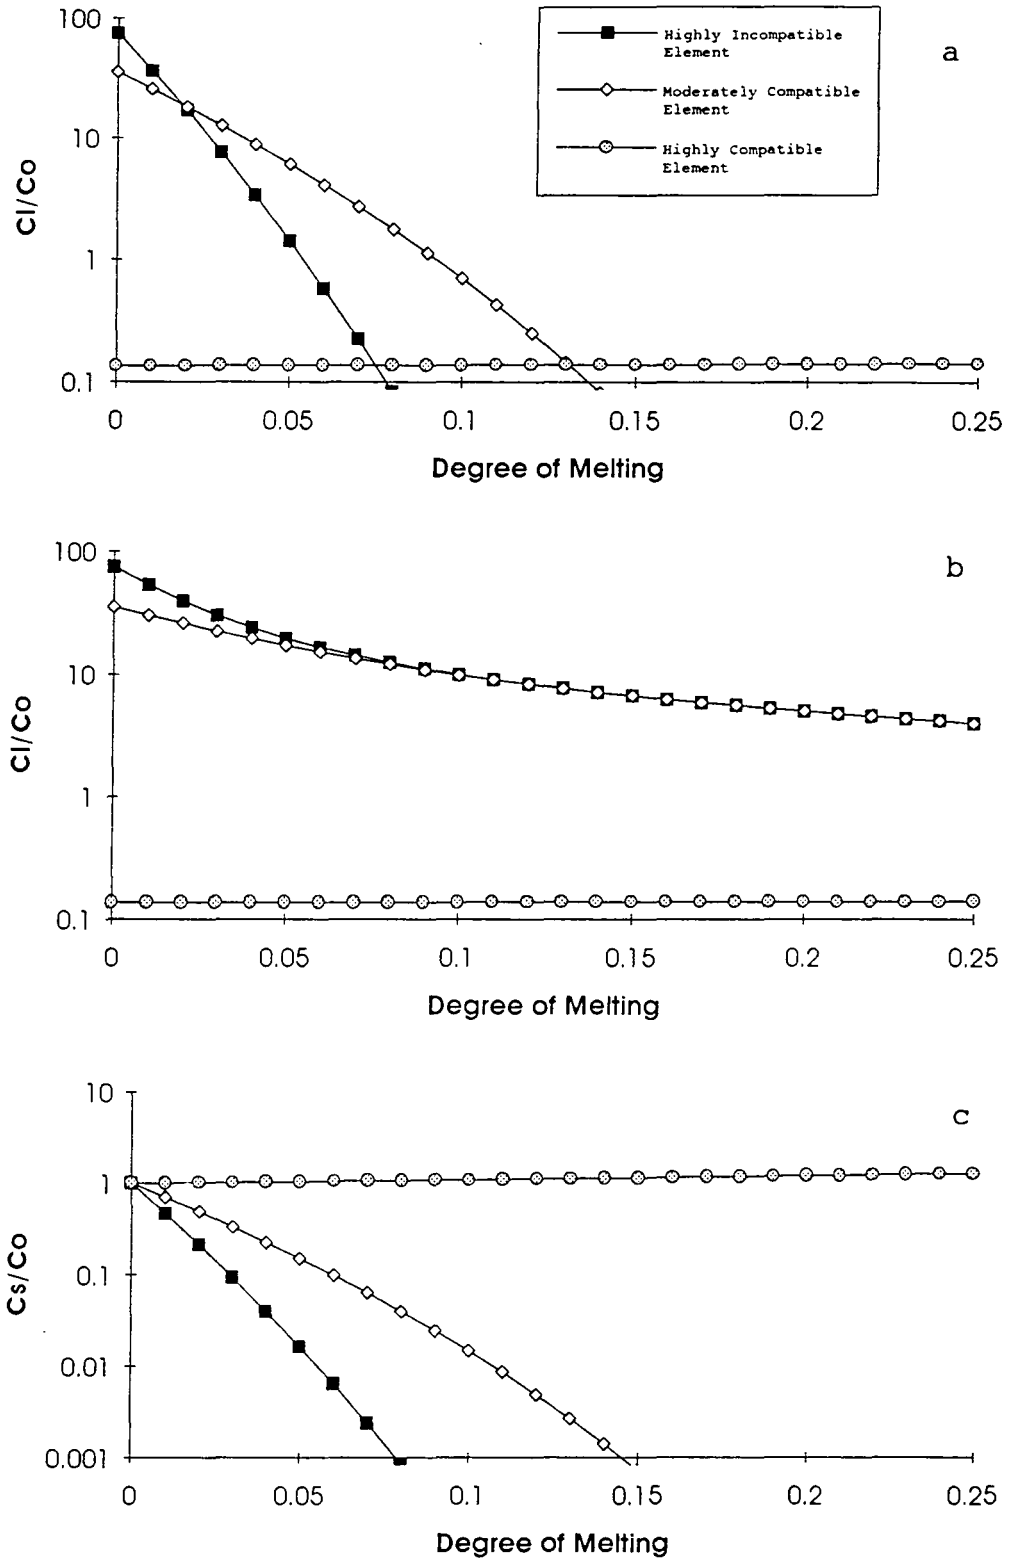 100
10
1
0.1
Cl/Co
Highly Incompatible
Element
Moderately Compatible
Element
Highly Compatible
Element
a
0 0.05 0.1 0.15 0.2 0.25
Degree of Melting
100
10
1
0.1
Cl/Co
b
0 0.05 0.1 0.15 0.2 0.25
Degree of Melting
10
1
0.1
0.01
0.001
Cs/Co
c
0 0.05 0.1 0.15 0.2 0.25
Degree of Melting